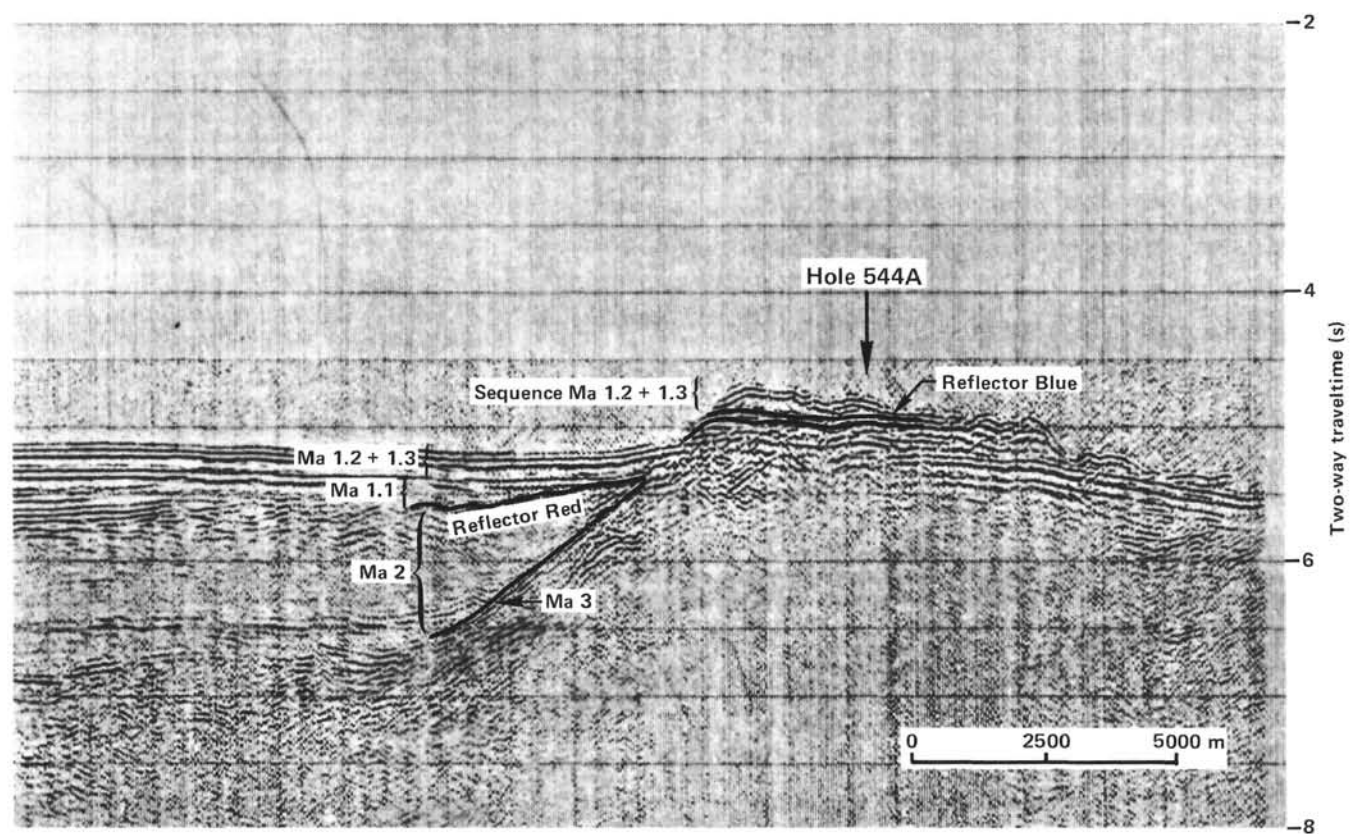 2
Hole 544A
4
Two-way traveltime (s)
Sequence Ma 1.2 + 1.3
Reflector Blue
Ma 1.2 + 1.3
Ma 1.1
Reflector Red
Ma 2
6
Ma 3
0 2500 5000 m
8